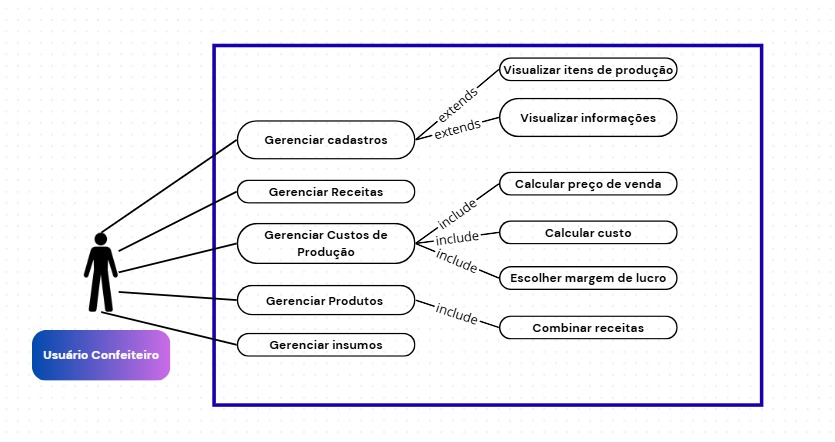 Visualizar itens de produção
extends
Visualizar informações
extends
Gerenciar cadastros
Gerenciar Receitas
Calcular preço de venda
include
Gerenciar Custos de
Produção
include
Calcular custo
include
Escolher margem de lucro
Gerenciar Produtos
include
Combinar receitas
Gerenciar insumos
Usuário Confeiteiro